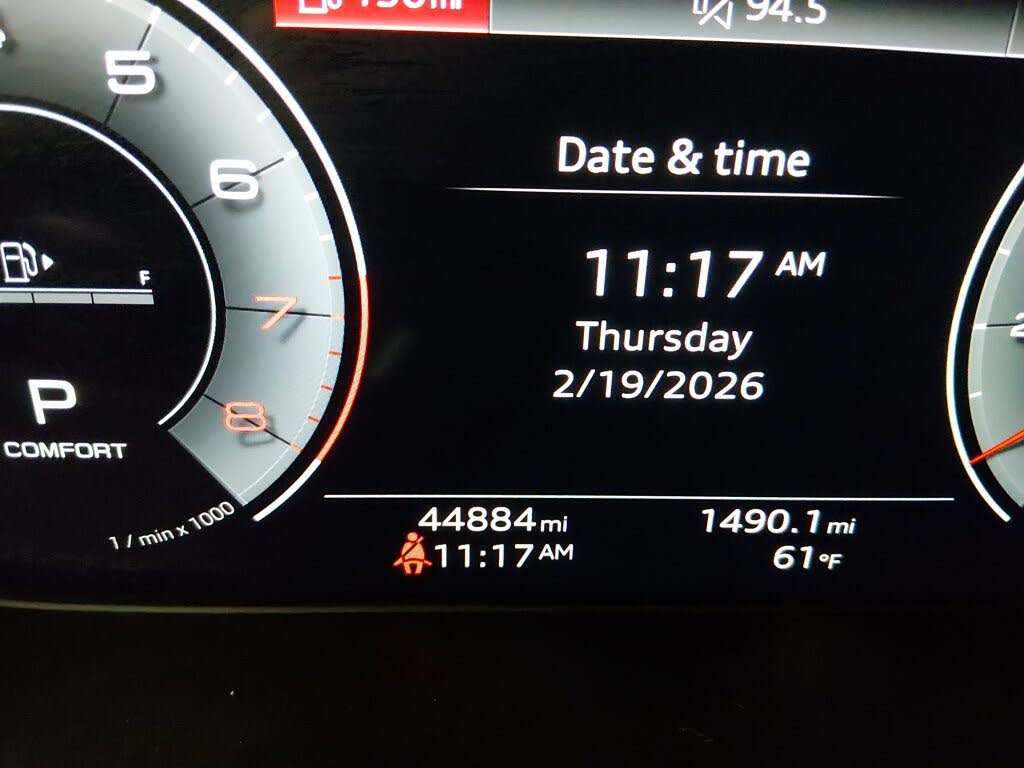 94.5
5
6
7
8
F
P
COMFORT
1 / min x 1000
Date & time
11:17 AM
Thursday
2/19/2026
44884 mi
1490.1 mi
11:17 AM
61 °F
2